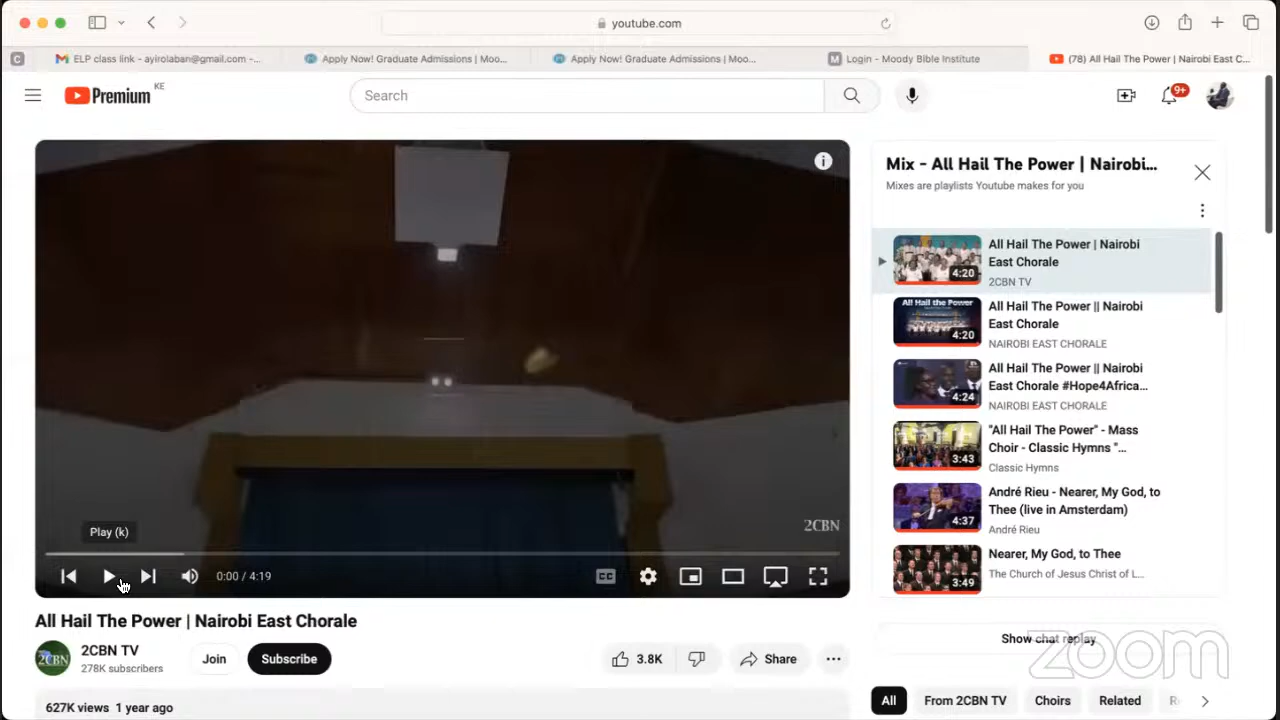 youtube.com
ELP class link - ayirolaban@gmail.com -...
Apply Now! Graduate Admissions | Moo...
Apply Now! Graduate Admissions | Moo...
Login - Moody Bible Institute
(78) All Hail The Power | Nairobi East C...
Premium KE
Search
9+
Mix - All Hail The Power | Nairobi...
Mixes are playlists Youtube makes for you
All Hail The Power | Nairobi
East Chorale
2CBN TV
4:20
All Hail The Power || Nairobi
East Chorale
NAIROBI EAST CHORALE
All Hail the Power
4:20
All Hail The Power || Nairobi
East Chorale #Hope4Africa...
NAIROBI EAST CHORALE
4:24
"All Hail The Power" - Mass
Choir - Classic Hymns "...
Classic Hymns
3:43
André Rieu - Nearer, My God, to
Thee (live in Amsterdam)
André Rieu
4:37
Nearer, My God, to Thee
The Church of Jesus Christ of L...
3:49
2CBN
Play (k)
0:00 / 4:19
CC
All Hail The Power | Nairobi East Chorale
2CBN
2CBN TV
278K subscribers
Join
Subscribe
3.8K
Share
627K views 1 year ago
Show chat replay
zoom
All
From 2CBN TV
Choirs
Related